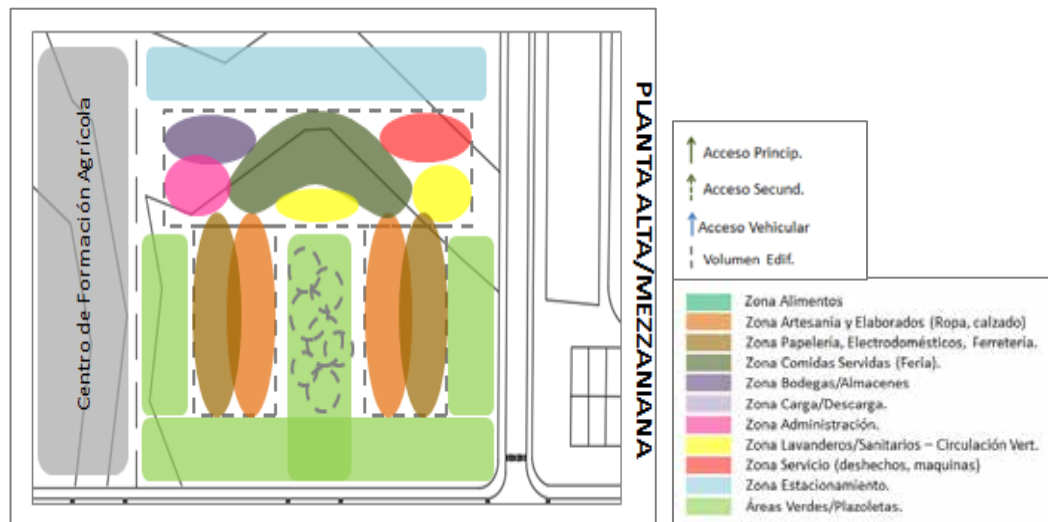 Centro de Formación Agrícola
PLANTA ALTA/MEZZANIANA
Acceso Princip.
Acceso Secund.
Acceso Vehicular
Volumen Edif.
Zona Alimentos
Zona Artesanía y Elaborados (Ropa, calzado)
Zona Papelería, Electrodomésticos, Ferretería.
Zona Comidas Servidas (Feria).
Zona Bodegas/Almacenes
Zona Carga/Descarga.
Zona Administración.
Zona Lavanderos/Sanitarios – Circulación Vert.
Zona Servicio (deshechos, maquinas)
Zona Estacionamiento.
Áreas Verdes/Plazoletas.